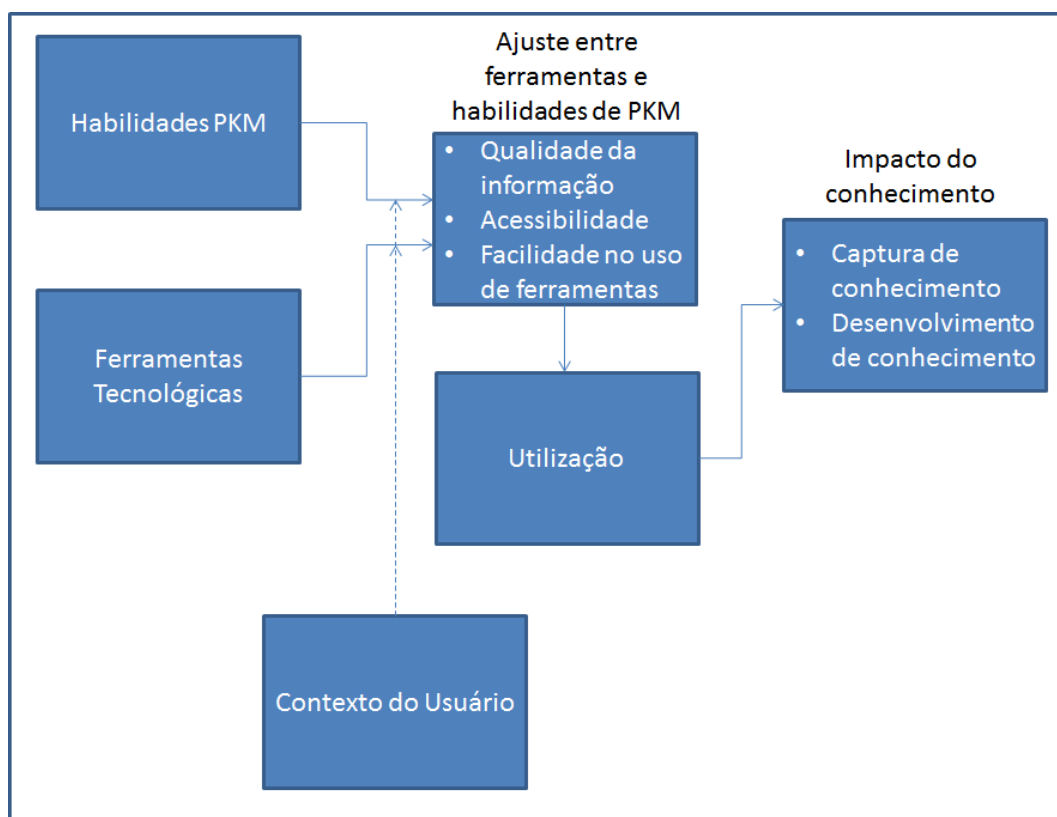 Habilidades PKM
Ferramentas
Tecnológicas
Ajuste entre
ferramentas e
habilidades de PKM
• Qualidade da
informação
• Acessibilidade
• Facilidade no uso
de ferramentas
Utilização
Impacto do
conhecimento
• Captura de
conhecimento
• Desenvolvimento
de conhecimento
Contexto do Usuário